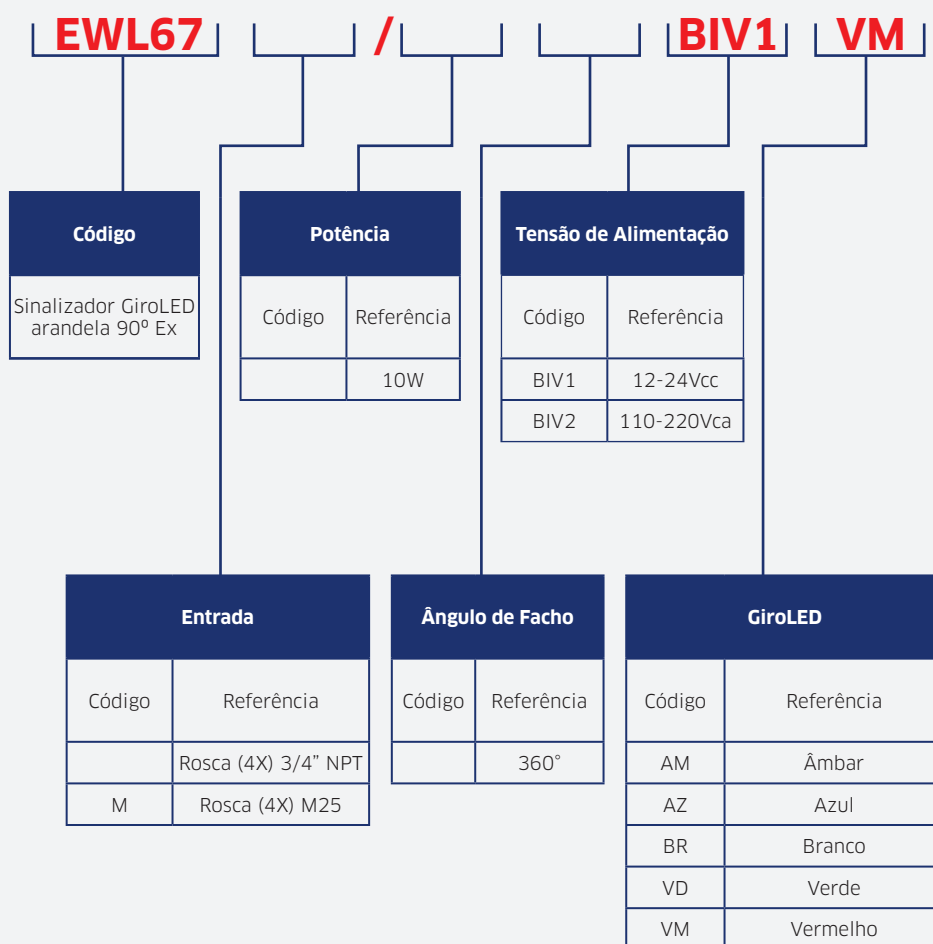 EWL67 / BIV1 VM
Código
Sinalizador GiroLED
arandela 90º Ex
Potência
Código Referência
10W
Tensão de Alimentação
Código Referência
BIV1 12-24Vcc
BIV2 110-220Vca
Entrada
Código Referência
Rosca (4X) 3/4” NPT
M Rosca (4X) M25
Ângulo de Facho
Código Referência
360°
GiroLED
Código Referência
AM Âmbar
AZ Azul
BR Branco
VD Verde
VM Vermelho